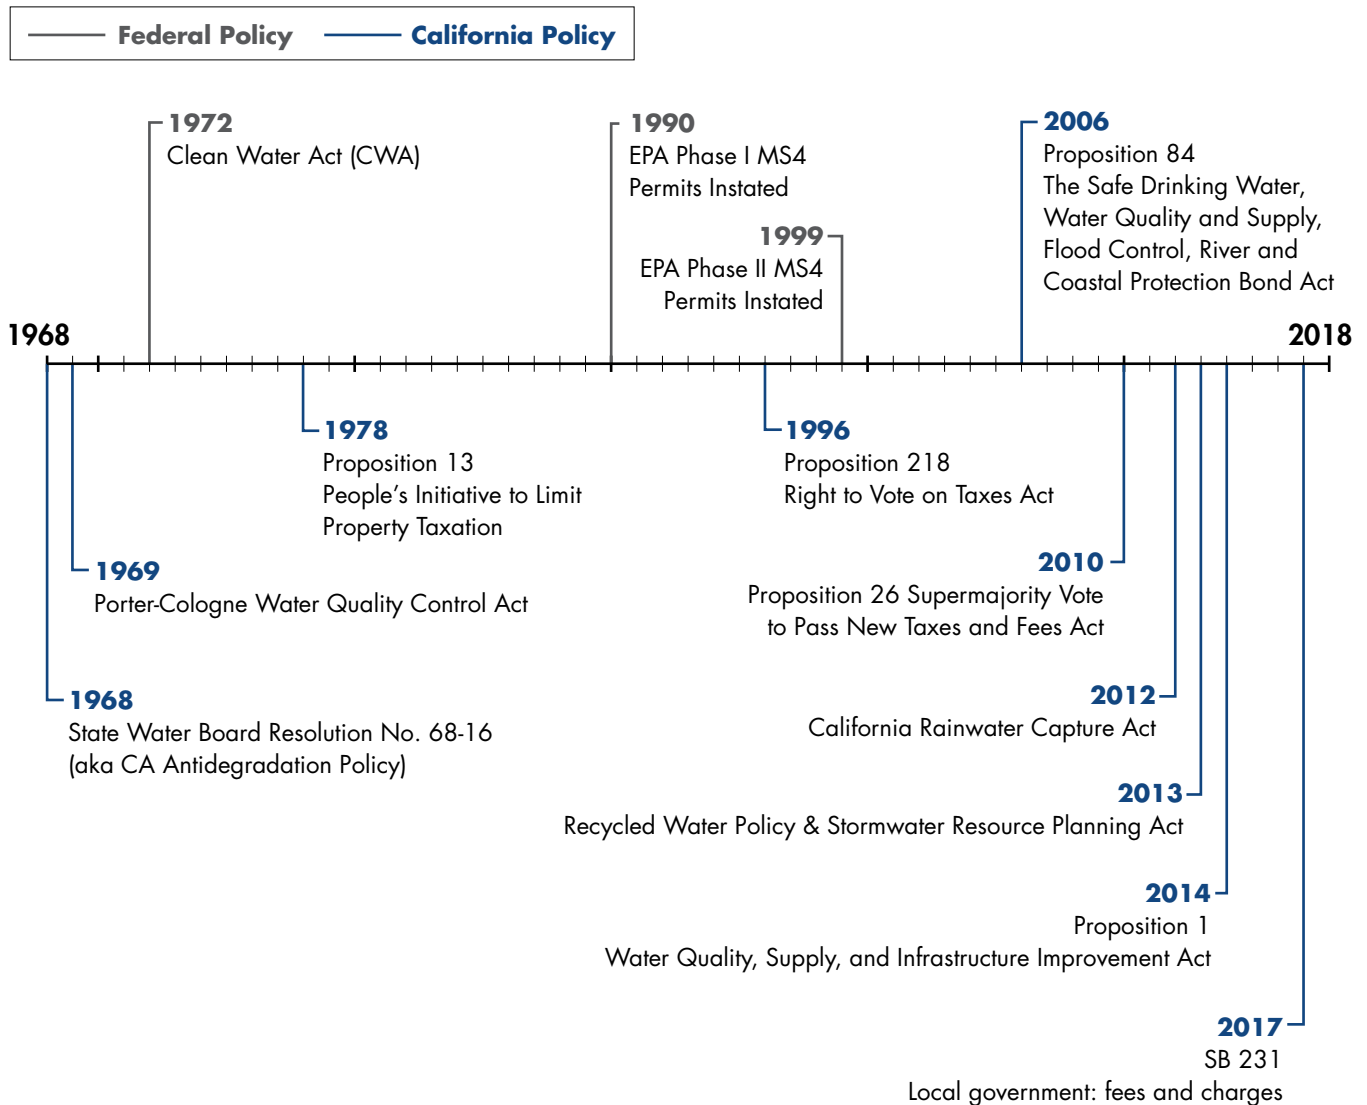 Federal Policy
California Policy
1972
Clean Water Act (CWA)
1990
EPA Phase I MS4
Permits Instated
1999
EPA Phase II MS4
Permits Instated
2006
Proposition 84
The Safe Drinking Water,
Water Quality and Supply,
Flood Control, River and
Coastal Protection Bond Act
1968
2018
1978
Proposition 13
People's Initiative to Limit
Property Taxation
1996
Proposition 218
Right to Vote on Taxes Act
1969
Porter-Cologne Water Quality Control Act
2010
Proposition 26 Supermajority Vote
to Pass New Taxes and Fees Act
1968
State Water Board Resolution No. 68-16
(aka CA Antidegradation Policy)
2012
California Rainwater Capture Act
2013
Recycled Water Policy & Stormwater Resource Planning Act
2014
Proposition 1
Water Quality, Supply, and Infrastructure Improvement Act
2017
SB 231
Local government: fees and charges